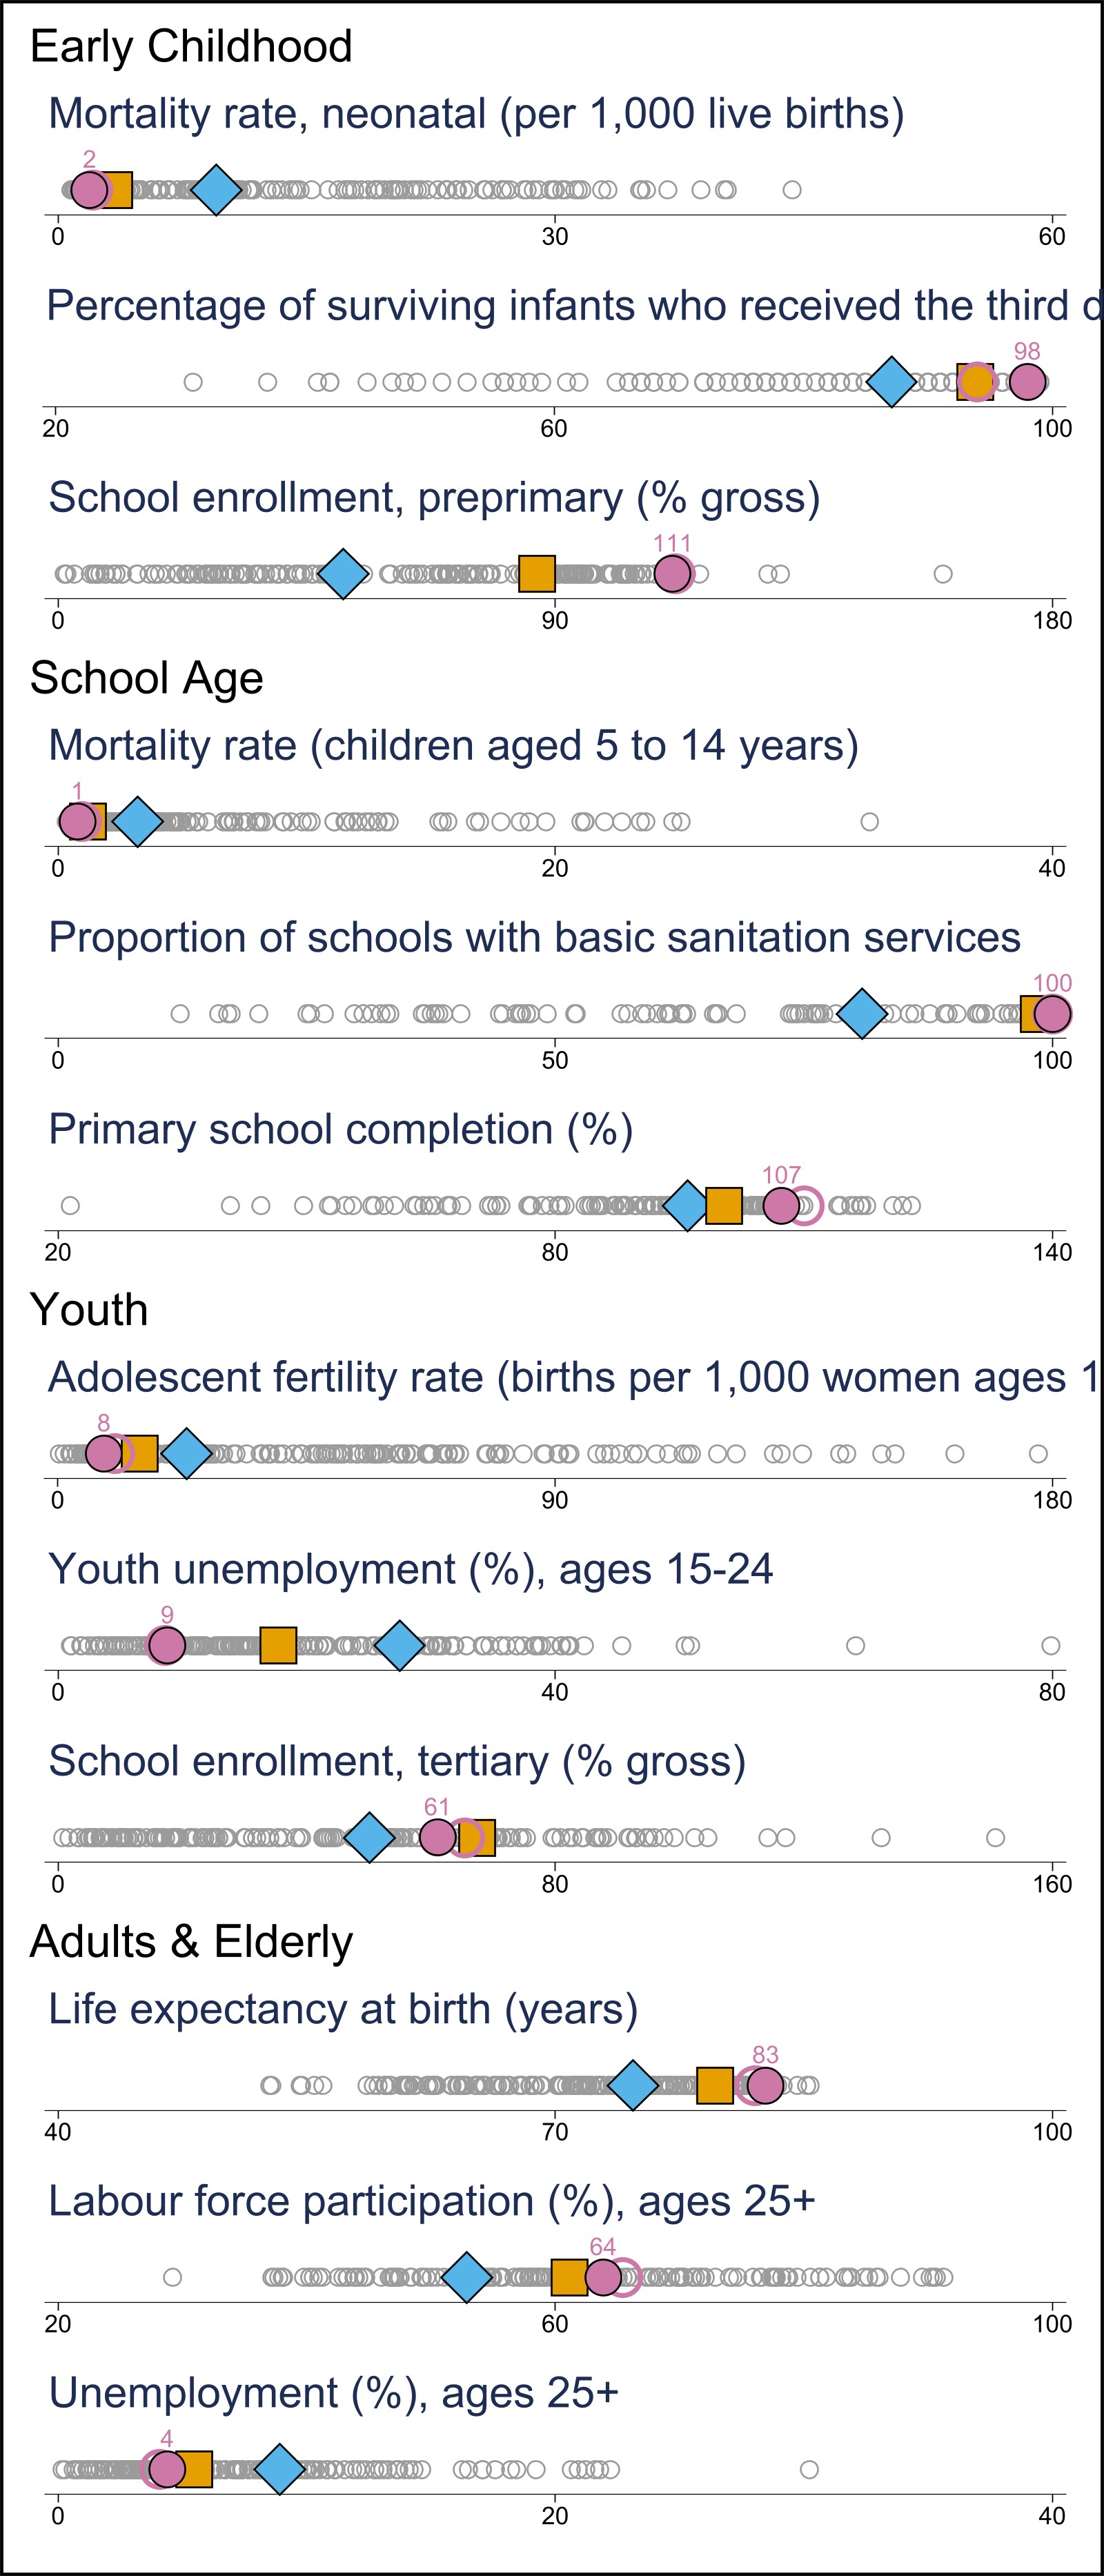 Early Childhood
Mortality rate, neonatal (per 1,000 live births)
2
0 30 60
Percentage of surviving infants who received the third d
98
20 60 100
School enrollment, preprimary (% gross)
111
0 90 180
School Age
Mortality rate (children aged 5 to 14 years)
1
0 20 40
Proportion of schools with basic sanitation services
100
0 50 100
Primary school completion (%)
107
20 80 140
Youth
Adolescent fertility rate (births per 1,000 women ages 1
8
0 90 180
Youth unemployment (%), ages 15-24
9
0 40 80
School enrollment, tertiary (% gross)
61
0 80 160
Adults & Elderly
Life expectancy at birth (years)
83
40 70 100
Labour force participation (%), ages 25+
64
20 60 100
Unemployment (%), ages 25+
4
0 20 40